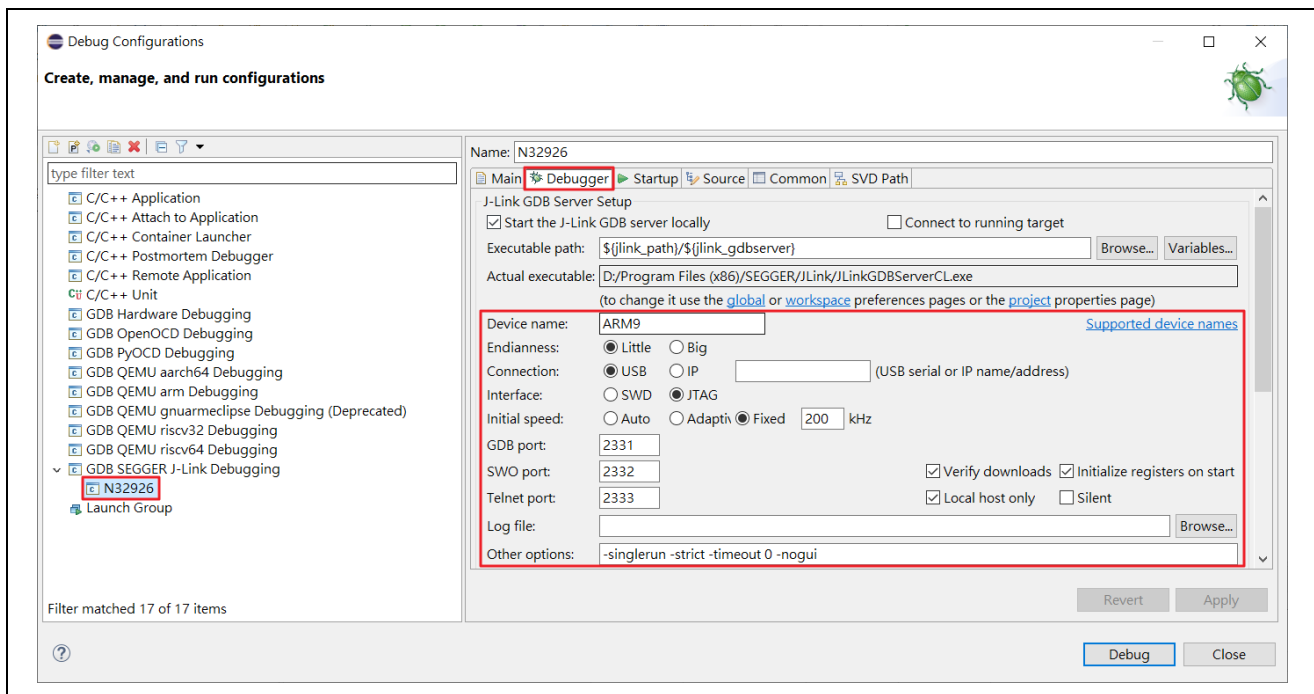 Debug Configurations
Create, manage, and run configurations
type filter text
C/C++ Application
C/C++ Attach to Application
C/C++ Container Launcher
C/C++ Postmortem Debugger
C/C++ Remote Application
C/C++ Unit
GDB Hardware Debugging
GDB OpenOCD Debugging
GDB PyOCD Debugging
GDB QEMU aarch64 Debugging
GDB QEMU arm Debugging
GDB QEMU gnuarmeclipse Debugging (Deprecated)
GDB QEMU riscv32 Debugging
GDB QEMU riscv64 Debugging
GDB SEGGER J-Link Debugging
N32926
Launch Group
Filter matched 17 of 17 items
Name: N32926
Main Debugger Startup Source Common SVD Path
J-Link GDB Server Setup
Start the J-Link GDB server locally Connect to running target
Executable path: ${jlink_path}/${jlink_gdbserver} Browse... Variables...
Actual executable: D:/Program Files (x86)/SEGGER/JLink/JLinkGDBServerCL.exe
(to change it use the global or workspace preferences pages or the project properties page)
Device name: ARM9 Supported device names
Endianness: Little Big
Connection: USB IP (USB serial or IP name/address)
Interface: SWD JTAG
Initial speed: Auto Adaptiv Fixed 200 kHz
GDB port: 2331
SWO port: 2332 Verify downloads Initialize registers on start
Telnet port: 2333 Local host only Silent
Log file: Browse...
Other options: -singlerun -strict -timeout 0 -nogui
Revert Apply
Debug Close